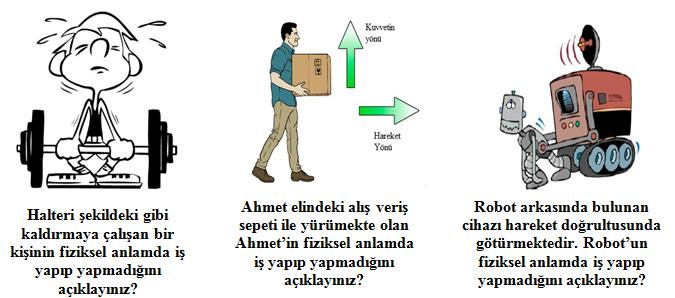 Kuvvetin
yönü
Hareket
Yönü
Halteri şekildeki gibi
kaldırmaya çalışan bir
kişinin fiziksel anlamda iş
yapıp yapmadığını
açıklayınız?
Ahmet elindeki alış veriş
sepeti ile yürümekte olan
Ahmet’in fiziksel anlamda
iş yapıp yapmadığını
açıklayınız?
Robot arkasında bulunan
cihazı hareket doğrultusunda
götürmektedir. Robot’un
fiziksel anlamda iş yapıp
yapmadığını açıklayınız?